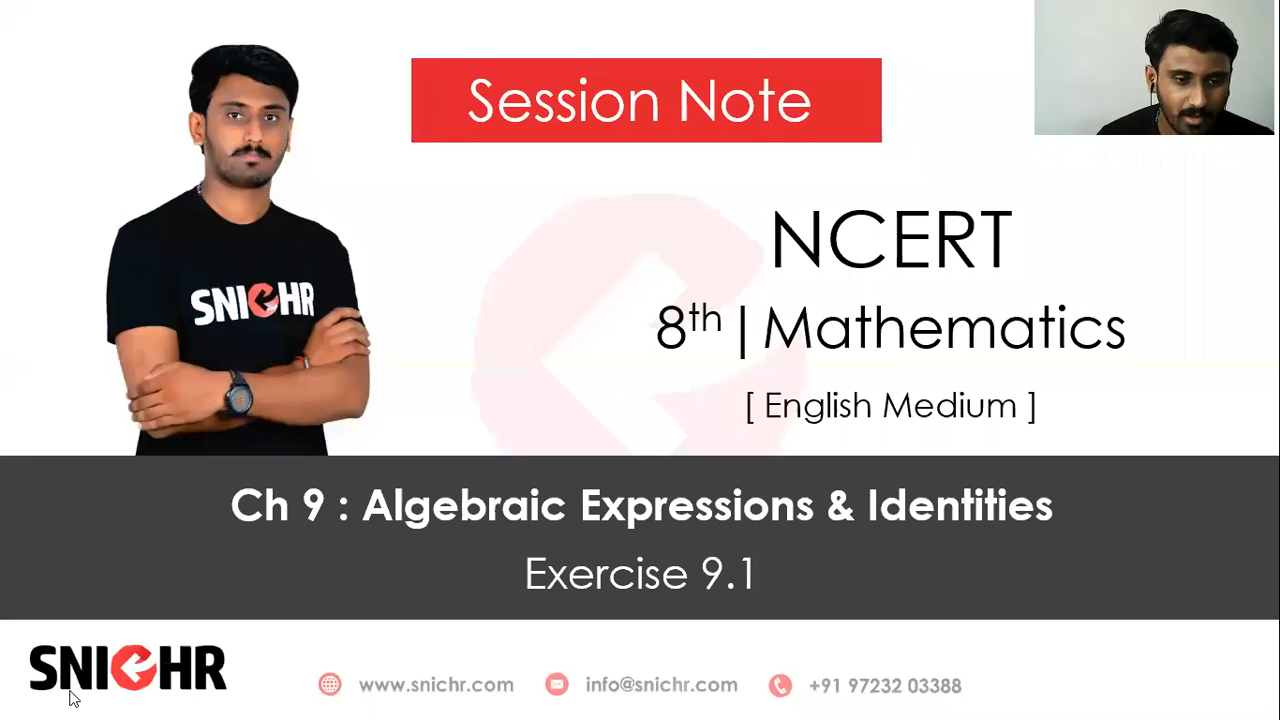 Session Note
NCERT
8th | Mathematics
[ English Medium ]
SNICHR
Ch 9 : Algebraic Expressions & Identities
Exercise 9.1
SNICHR
www.snichr.com info@snichr.com +91 97232 03388